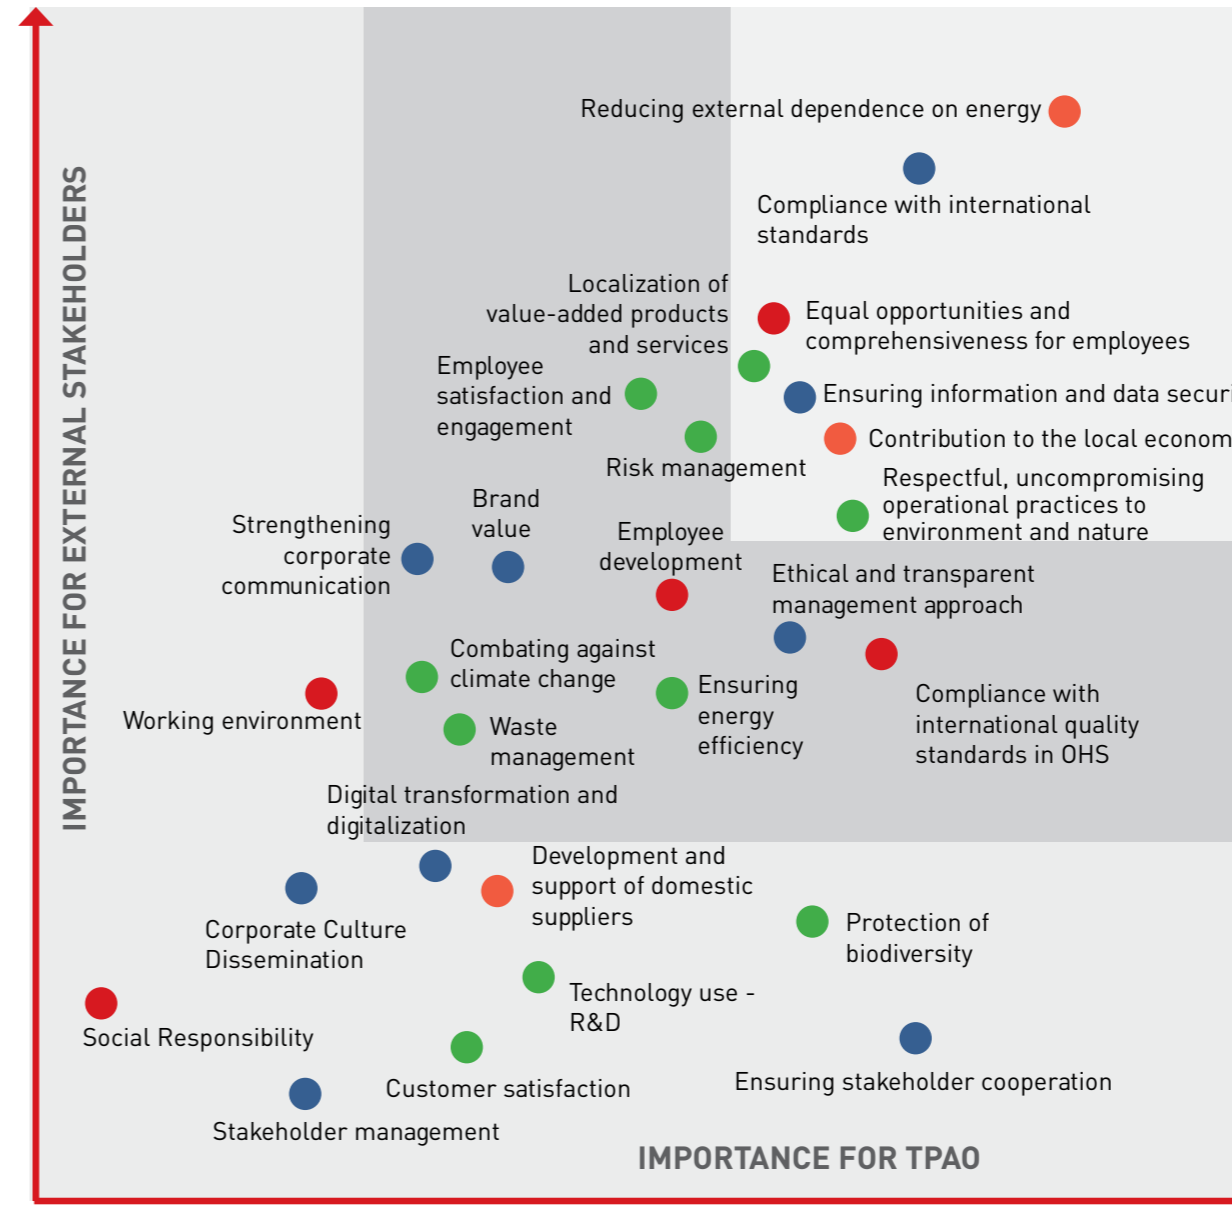 IMPORTANCE FOR EXTERNAL STAKEHOLDERS
Reducing external dependence on energy
Compliance with international
standards
Localization of
value-added products
and services
Equal opportunities and
comprehensiveness for employees
Employee
satisfaction and
engagement
Ensuring information and data securi
Contribution to the local econom
Risk management
Respectful, uncompromising
operational practices to
environment and nature
Brand
value
Strengthening
corporate
communication
Employee
development
Ethical and transparent
management approach
Combating against
climate change
Ensuring
energy
efficiency
Compliance with
international quality
standards in OHS
Working environment
Waste
management
Digital transformation and
digitalization
Development and
support of domestic
suppliers
Corporate Culture
Dissemination
Protection of
biodiversity
Technology use -
R&D
Social Responsibility
Customer satisfaction
Ensuring stakeholder cooperation
Stakeholder management
IMPORTANCE FOR TPAO